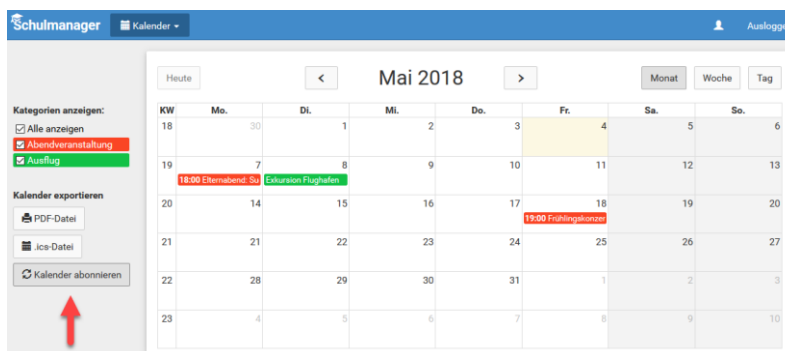 Schulmanager Kalender Auslogge
Heute Mai 2018 Monat Woche Tag
Kategorien anzeigen:
Alle anzeigen
Abendveranstaltung
Ausflug
Kalender exportieren
PDF-Datei
.ics-Datei
Kalender abonnieren
KW Mo. Di. Mi. Do. Fr. Sa. So.
18 30 1 2 3 4 5 6
19 7 8 9 10 11 12 13
18:00 Elternabend: Su Exkursion Flughafen
20 14 15 16 17 18 19 20
19:00 Frühlingskonzer
21 21 22 23 24 25 26 27
22 28 29 30 31 1 2 3
23 4 5 6 7 8 9 10